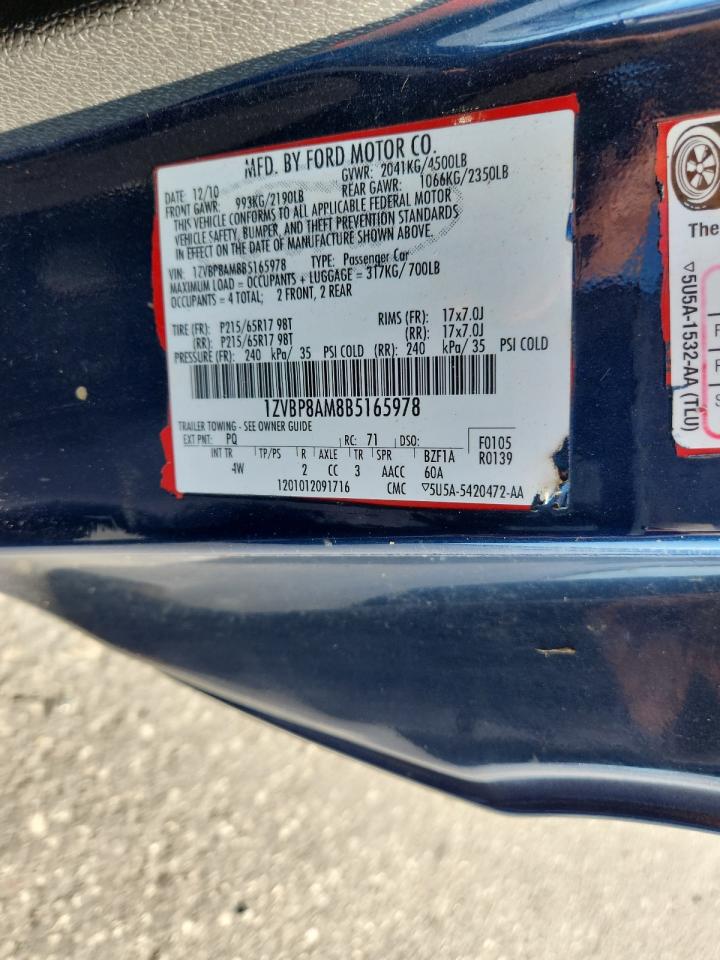 MFD. BY FORD MOTOR CO.
DATE: 12/10 GVWR: 2041KG/4500LB
FRONT GAWR: 993KG/2190LB REAR GAWR: 1066KG/2350LB
THIS VEHICLE CONFORMS TO ALL APPLICABLE FEDERAL MOTOR
VEHICLE SAFETY, BUMPER, AND THEFT PREVENTION STANDARDS
IN EFFECT ON THE DATE OF MANUFACTURE SHOWN ABOVE.
VIN: 1ZVBP8AM8B5165978 TYPE: Passenger Car
MAXIMUM LOAD = OCCUPANTS + LUGGAGE = 317KG/700LB
OCCUPANTS = 4 TOTAL; 2 FRONT, 2 REAR
TIRE (FR): P215/65R17 98T RIMS (FR): 17x7.0J
(RR): P215/65R17 98T (RR): 17x7.0J
PRESSURE (FR): 240 kPa/ 35 PSI COLD (RR): 240 kPa/ 35 PSI COLD
1ZVBP8AM8B5165978
TRAILER TOWING - SEE OWNER GUIDE
EXT PNT: PQ RC: 71 DSO: F0105
INT TR TP/PS R AXLE TR SPR BZF1A R0139
4W 2 CC 3 AACC 60A
1201012091716 CMC ▽5U5A-5420472-AA
The
▽5U5A-1532-AA (TLU)
F
F
S